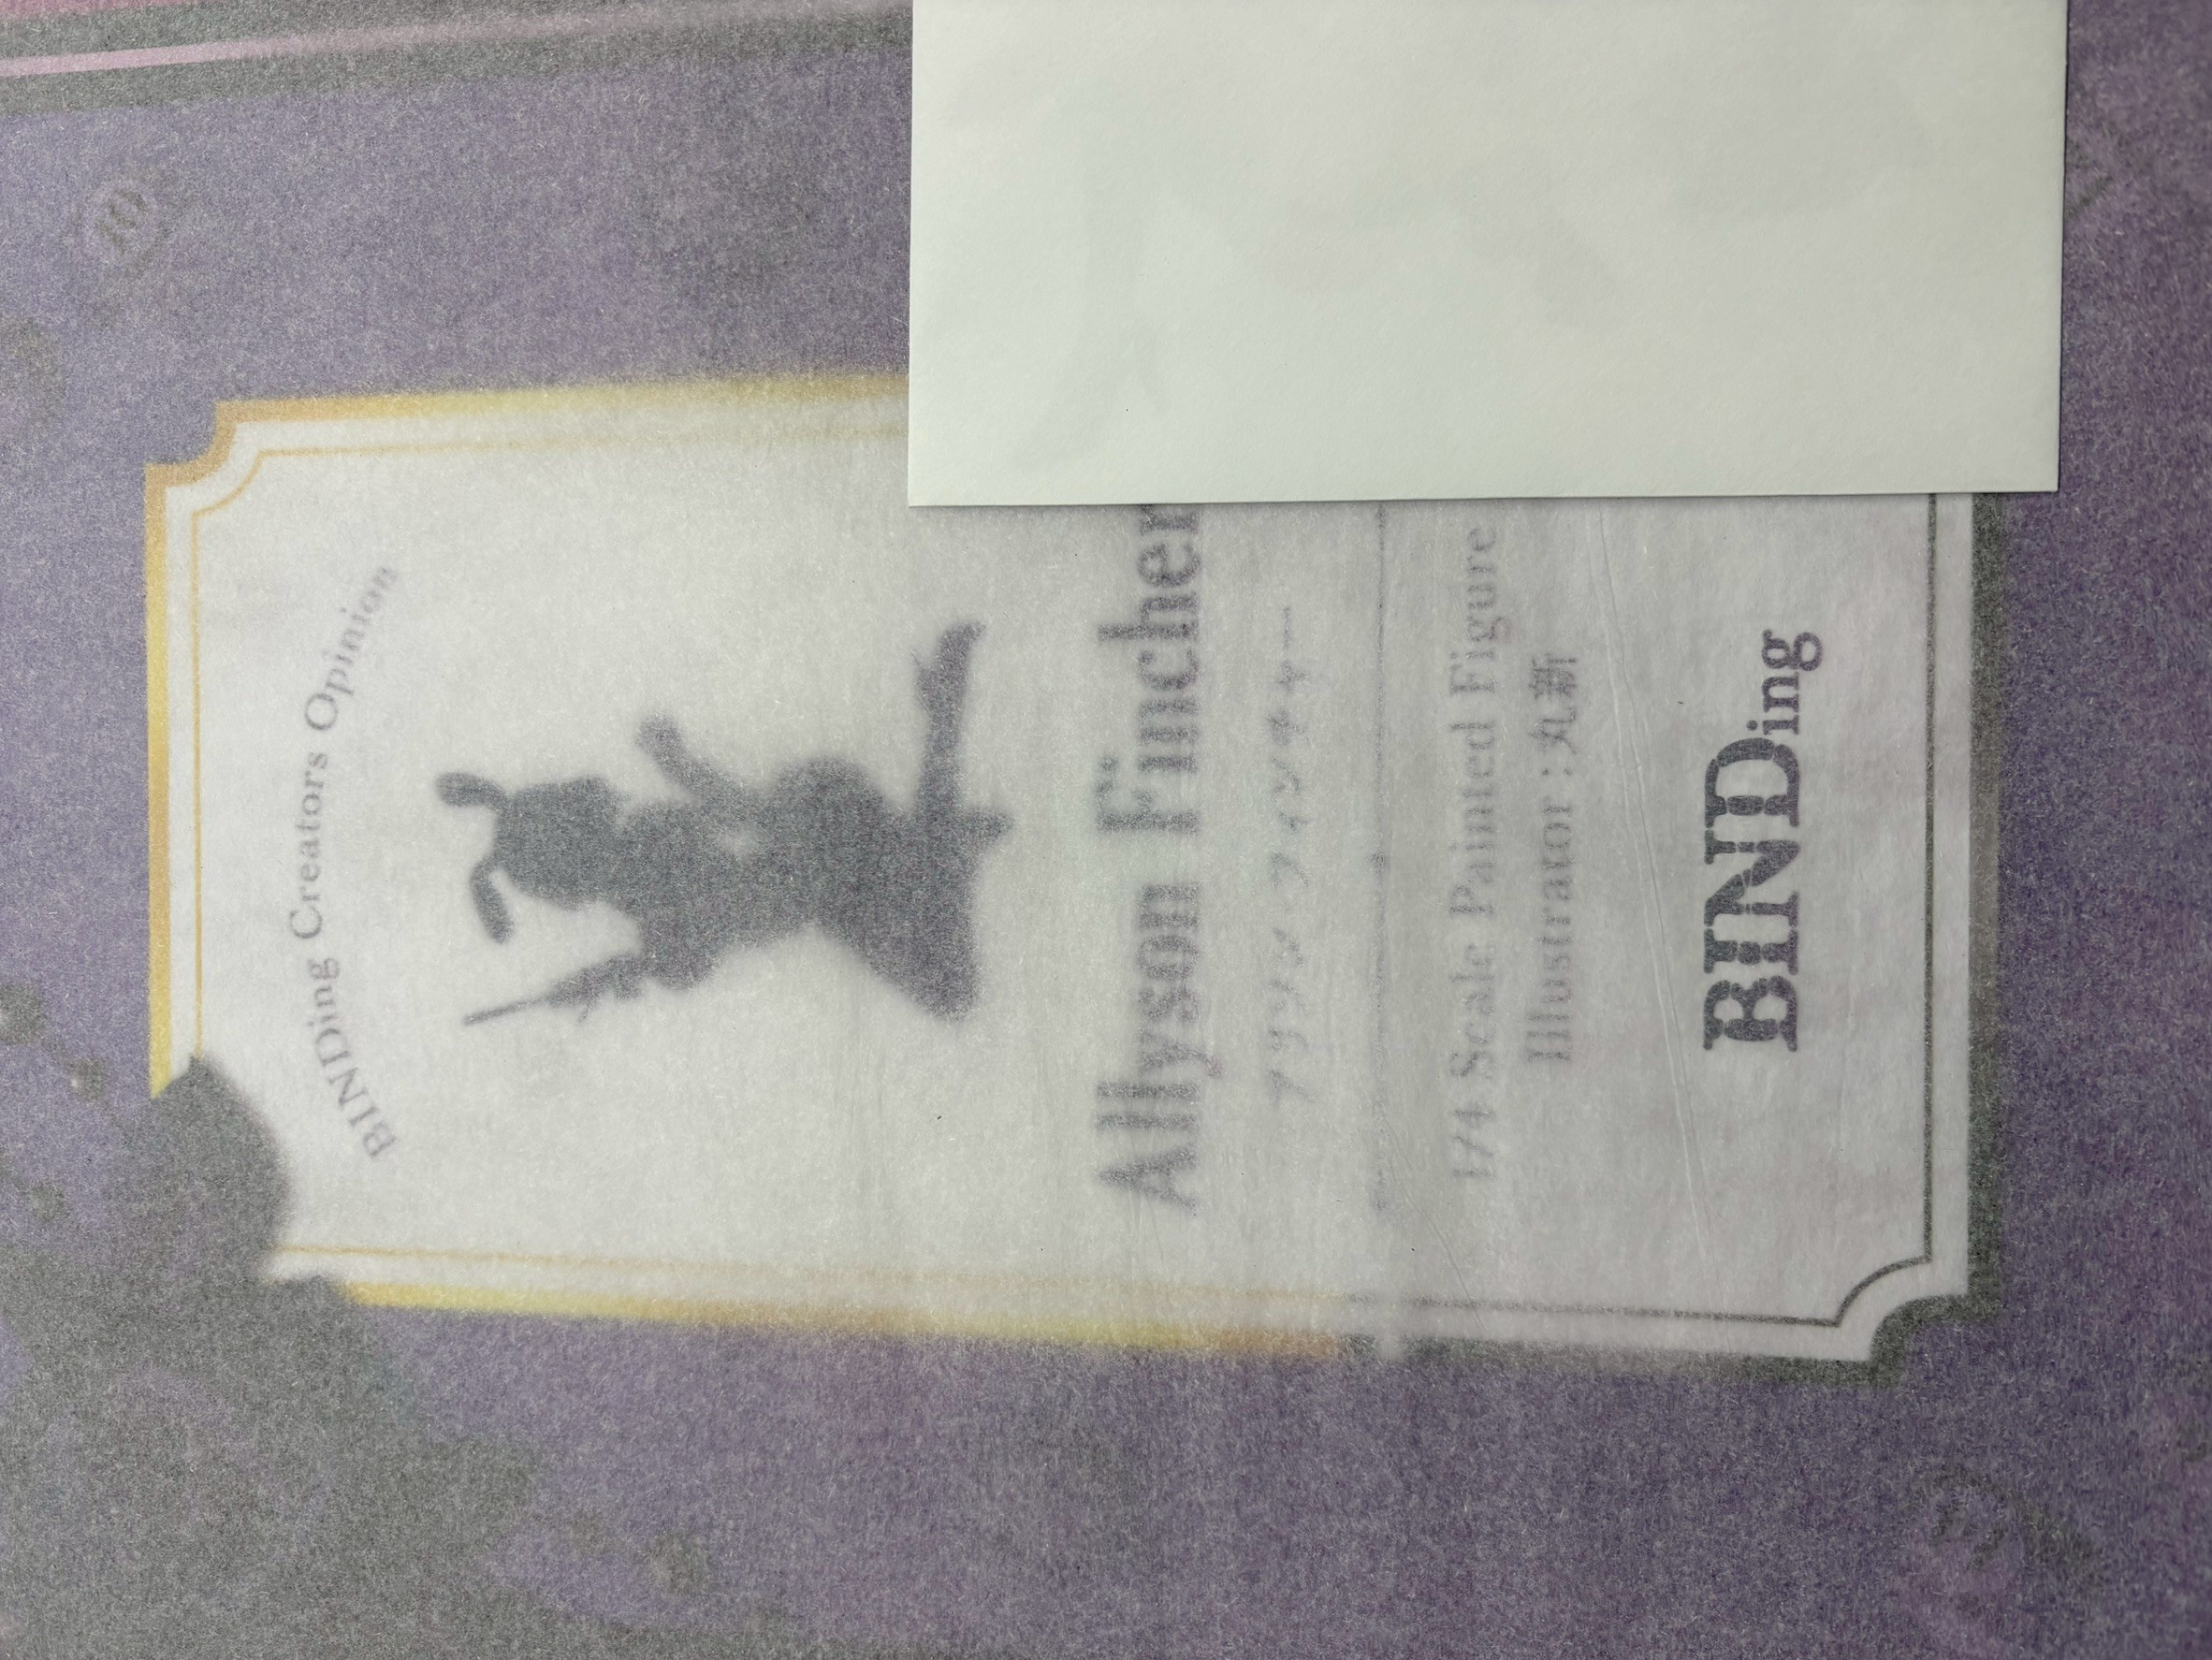 BINDing Creators Opinion
Allyson Fincher
アリソン・フィンチャー
1/4 Scale Painted Figure
Illustrator : 丸新
BINDing